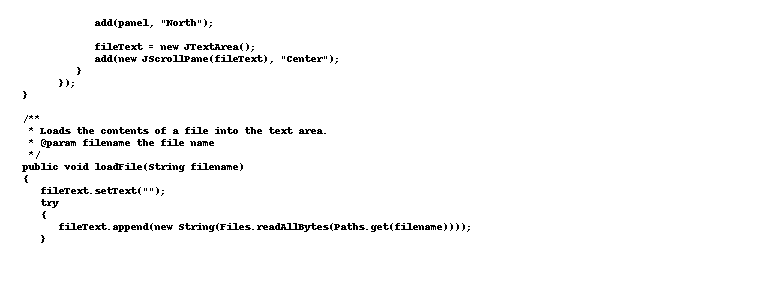 add(panel, "North");

            fileText = new JTextArea();
            add(new JScrollPane(fileText), "Center");
         }
      });
}

/**
 * Loads the contents of a file into the text area.
 * @param filename the file name
 */
public void loadFile(String filename)
{
   fileText.setText("");
   try
   {
      fileText.append(new String(Files.readAllBytes(Paths.get(filename))));
   }